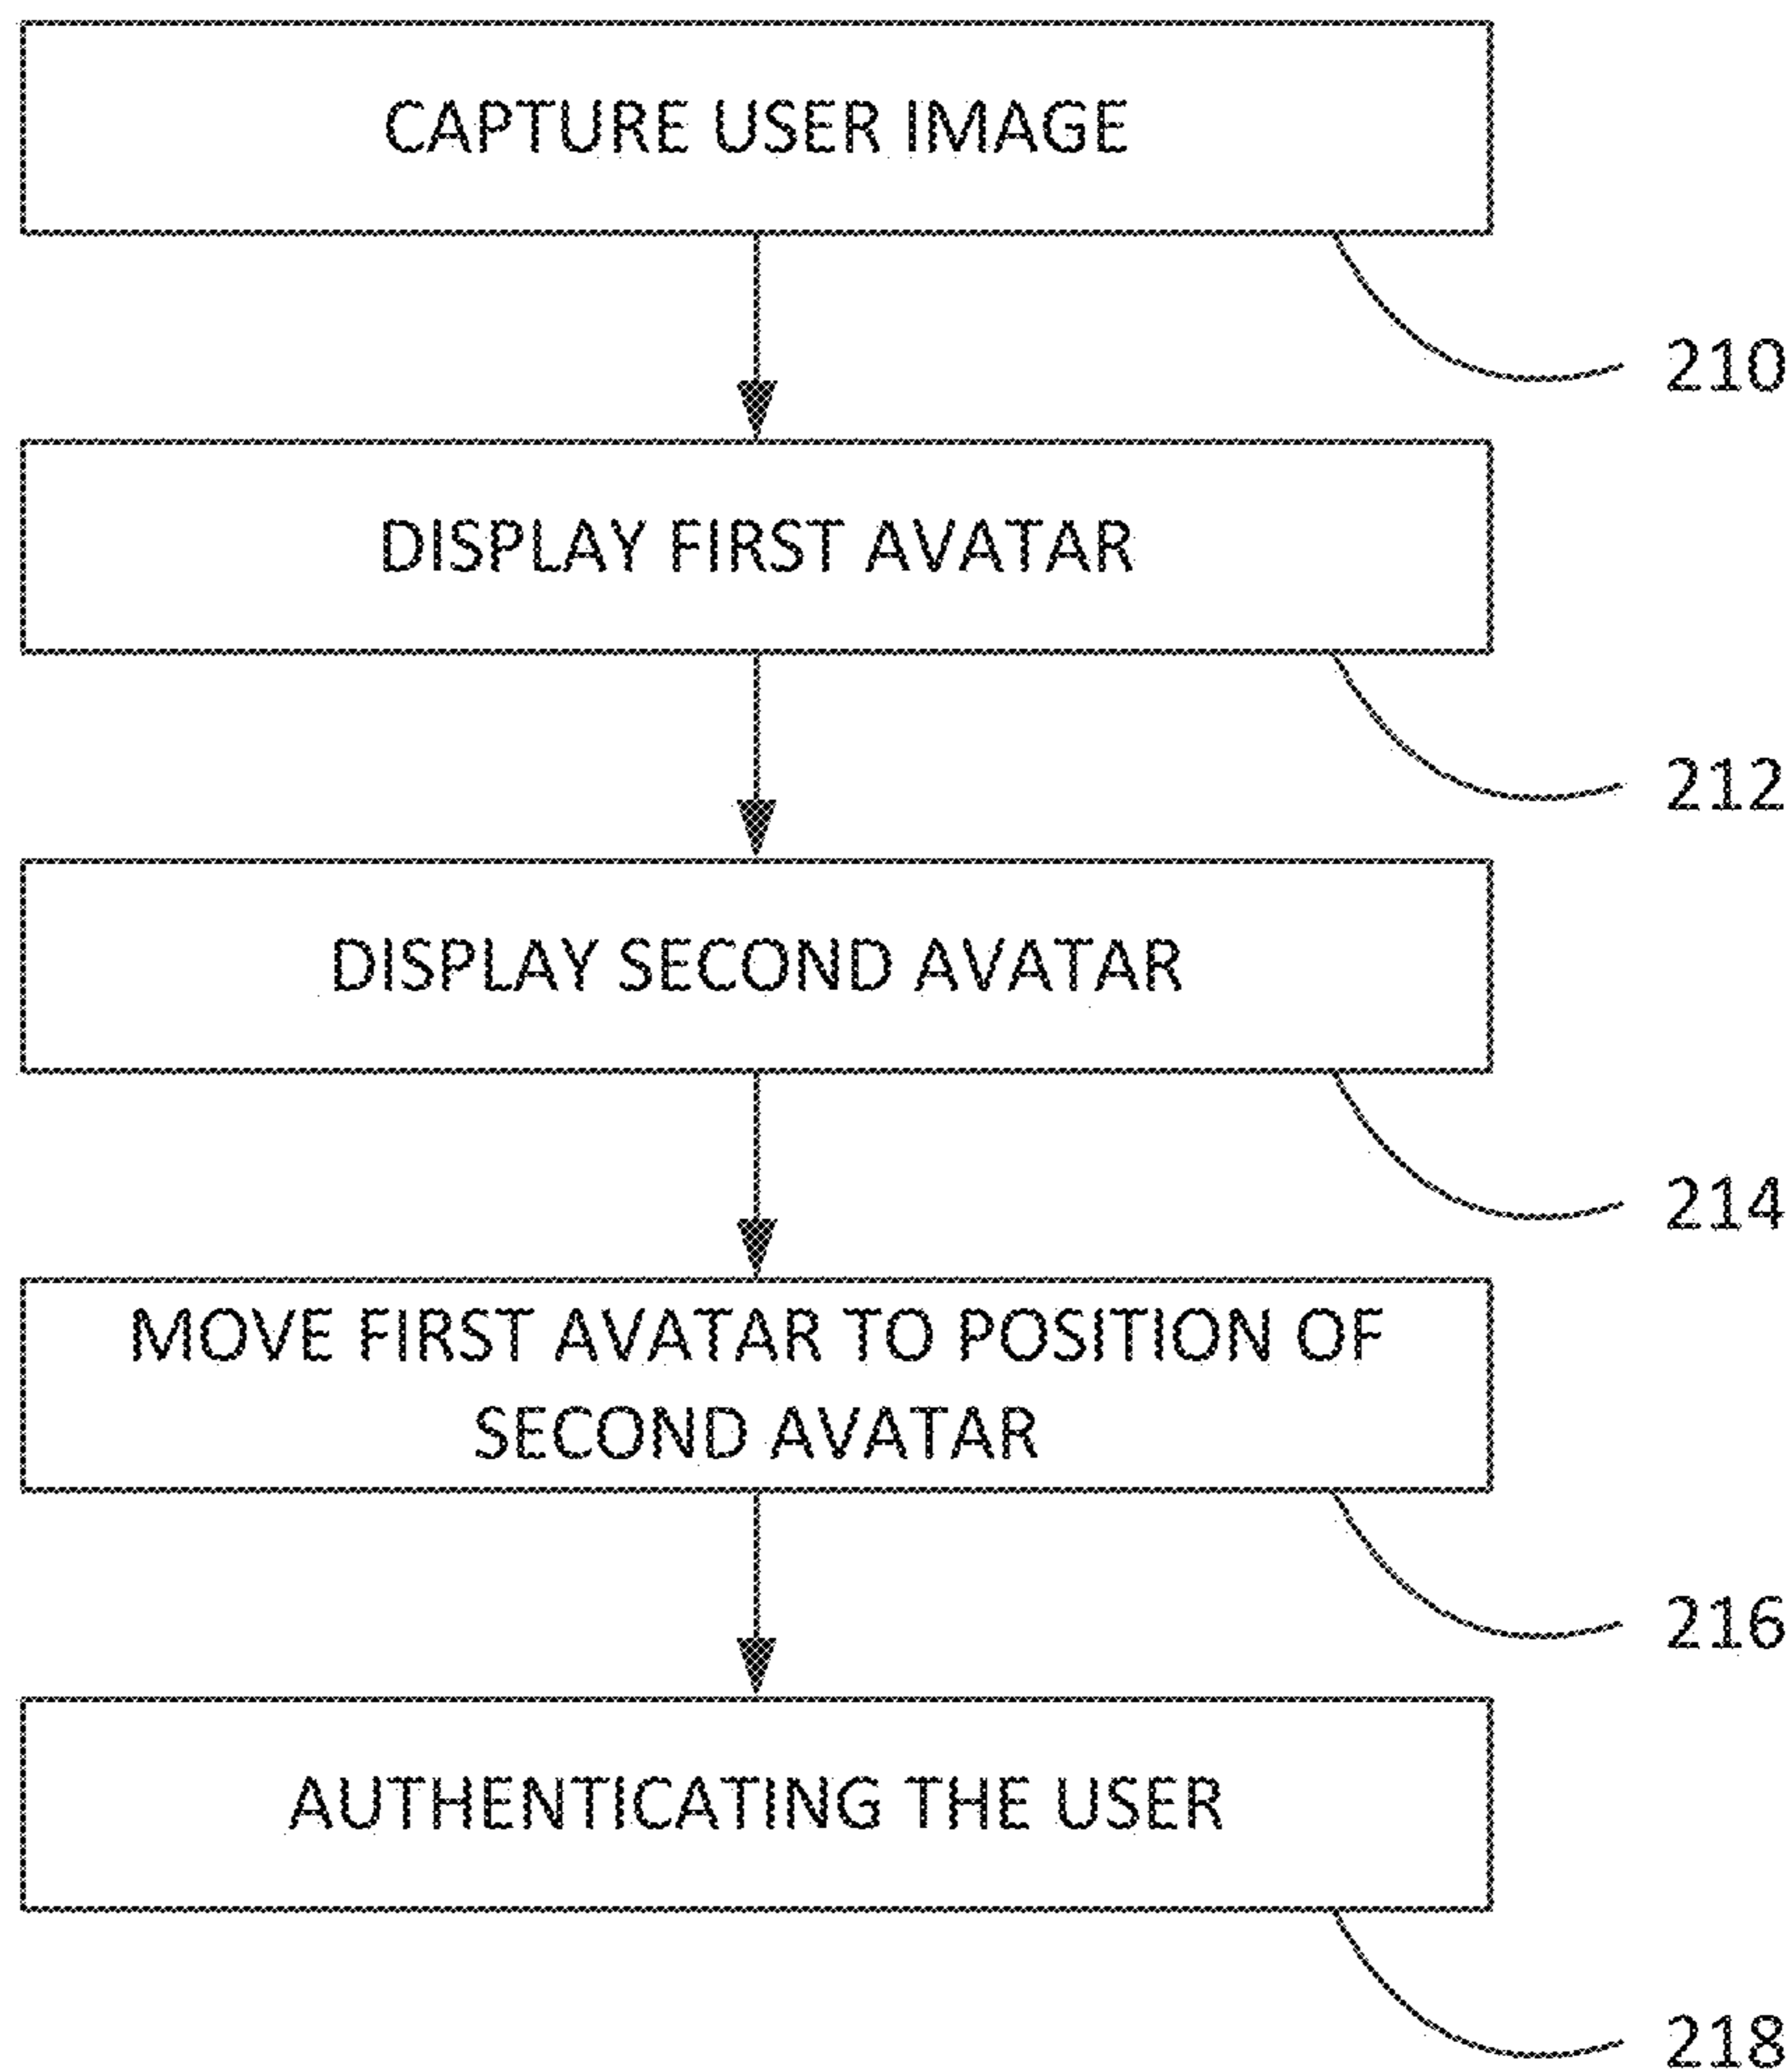 CAPTURE USER IMAGE
210
DISPLAY FIRST AVATAR
212
DISPLAY SECOND AVATAR
214
MOVE FIRST AVATAR TO POSITION OF
SECOND AVATAR
216
AUTHENTICATING THE USER
218